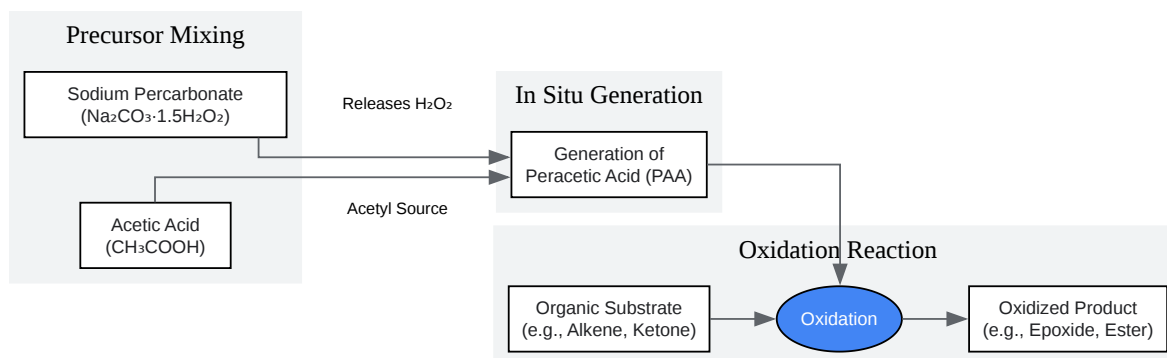 Precursor Mixing
Sodium Percarbonate
(Na₂CO₃·1.5H₂O₂)
Acetic Acid
(CH₃COOH)
Releases H₂O₂
Acetyl Source
In Situ Generation
Generation of
Peracetic Acid (PAA)
Oxidation Reaction
Organic Substrate
(e.g., Alkene, Ketone)
Oxidation
Oxidized Product
(e.g., Epoxide, Ester)